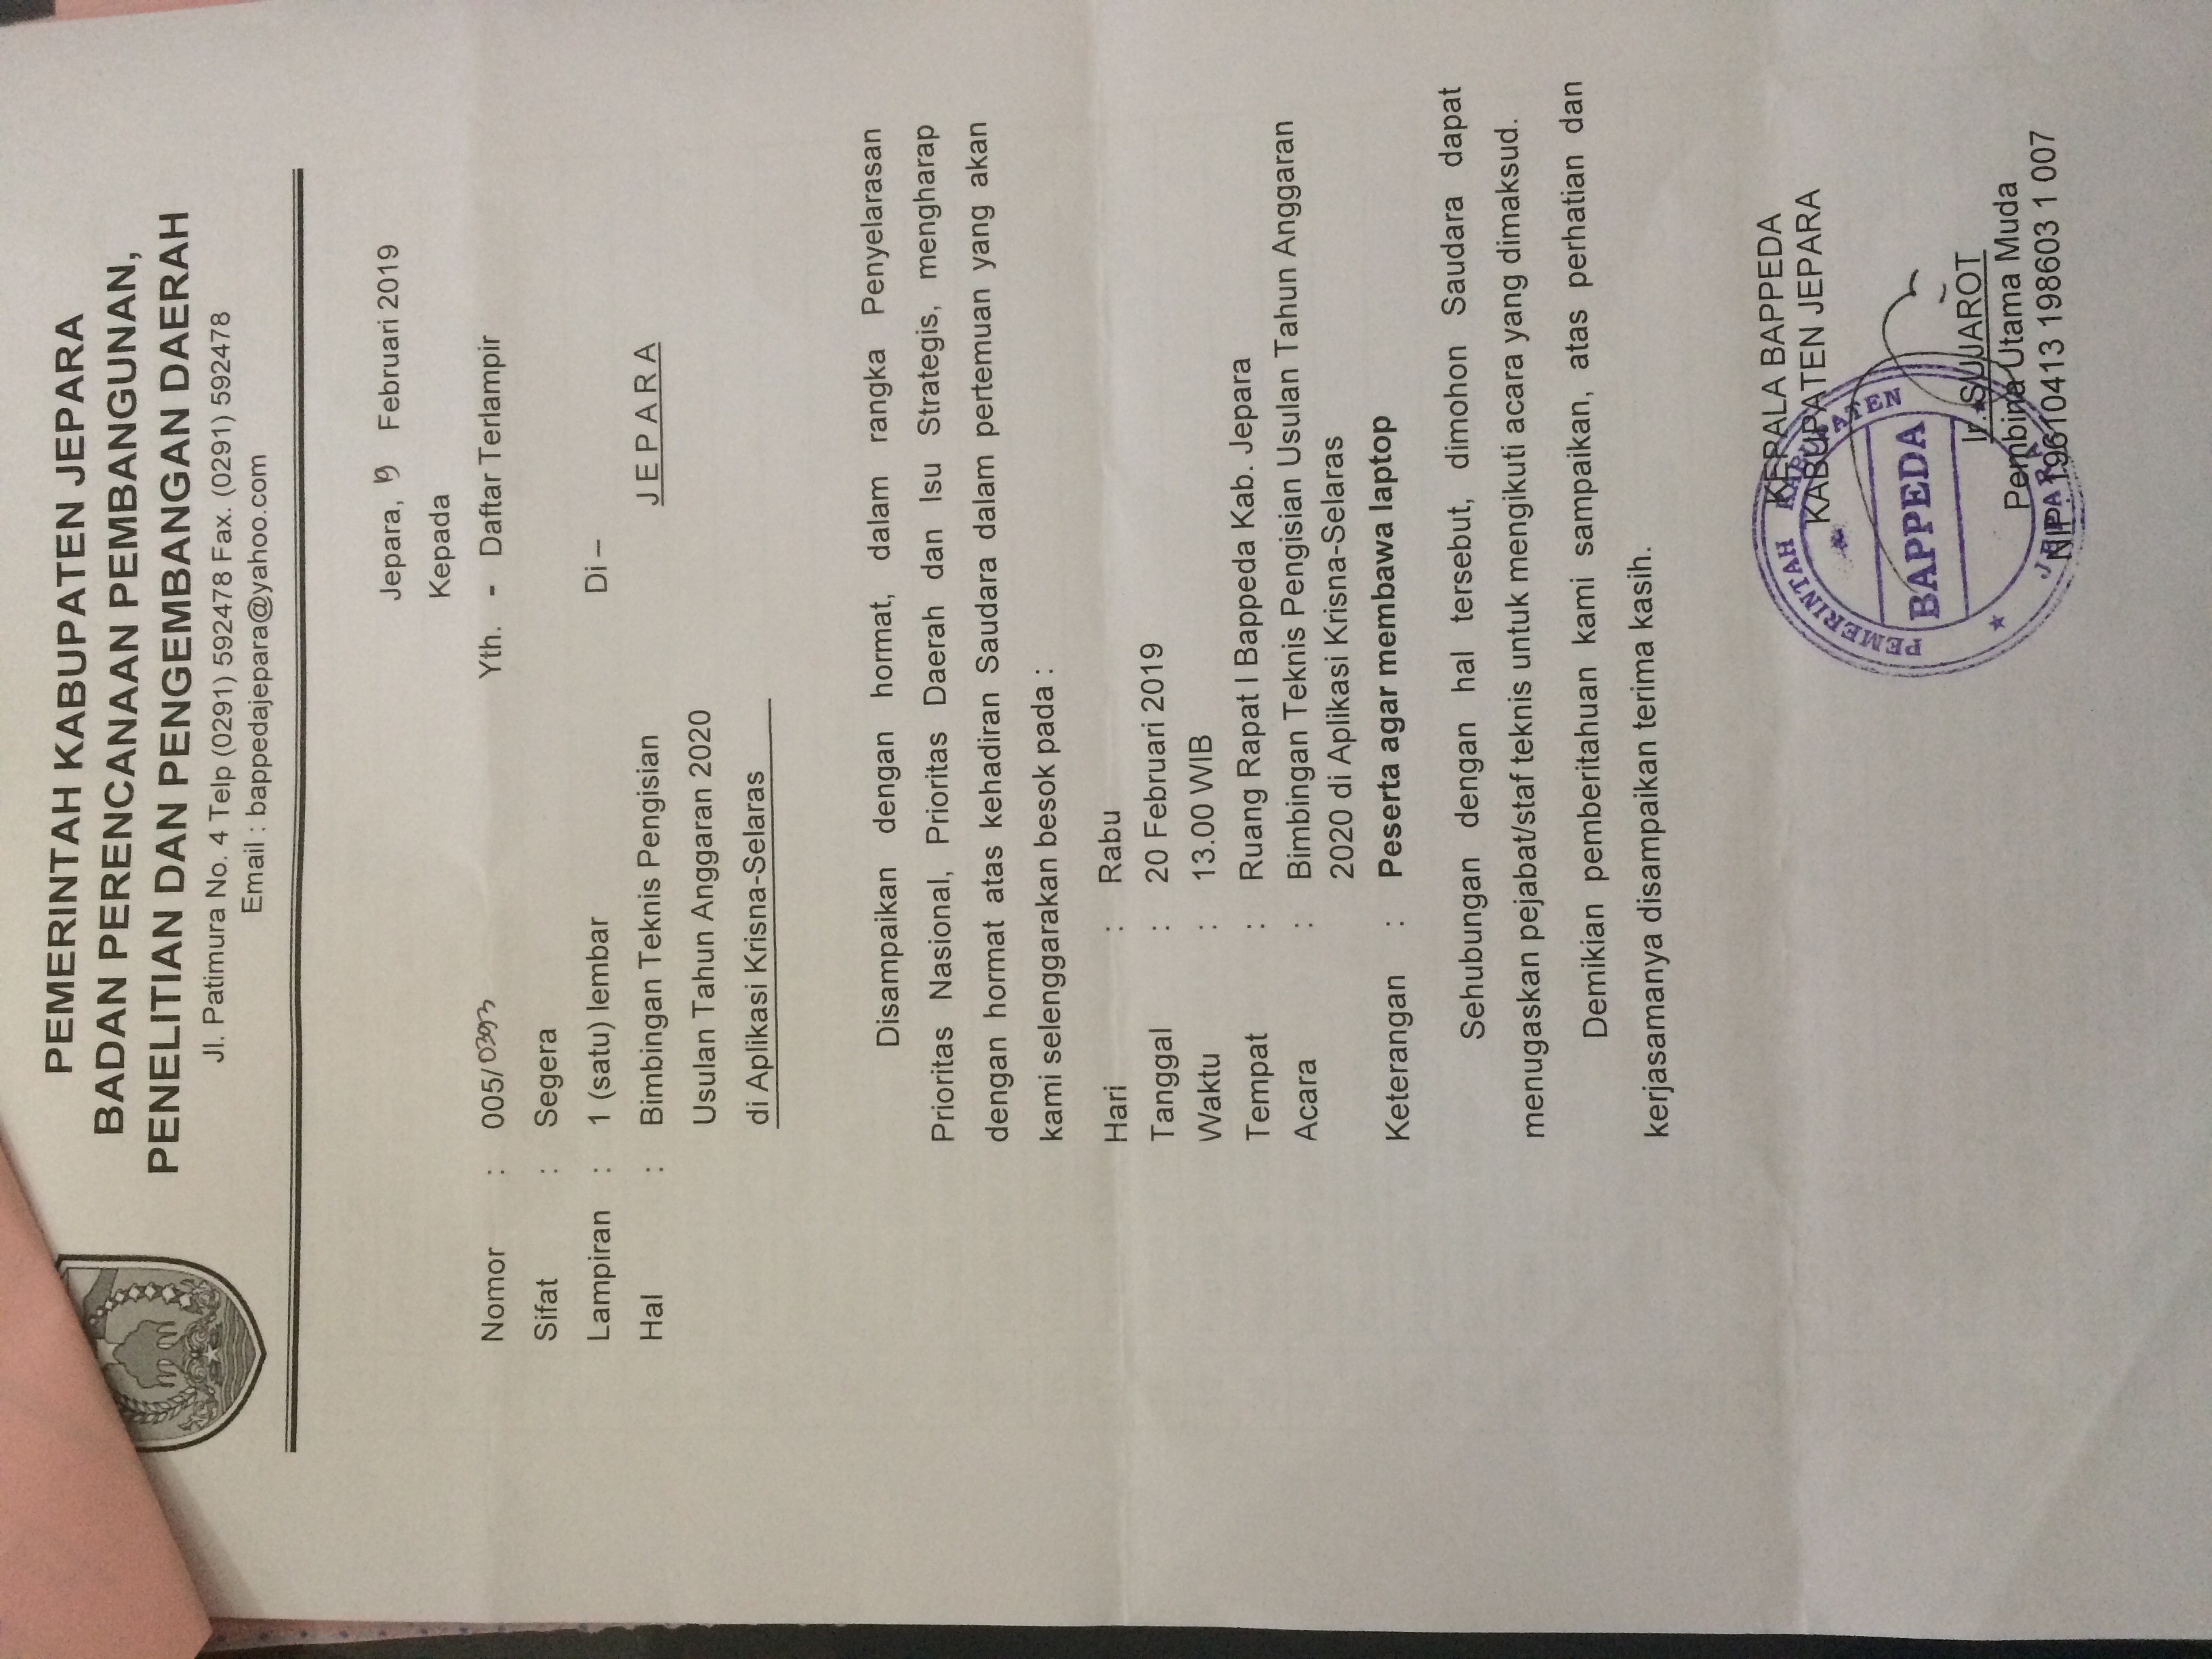 PEMERINTAH KABUPATEN JEPARA
BADAN PERENCANAAN PEMBANGUNAN,
PENELITIAN DAN PENGEMBANGAN DAERAH
Jl. Patimura No. 4 Telp (0291) 592478 Fax. (0291) 592478
Email : bappedajepara@yahoo.com
Jepara, 19 Februari 2019
Kepada
Nomor : 005/0393 Yth. - Daftar Terlampir
Sifat : Segera
Lampiran : 1 (satu) lembar Di –
Hal : Bimbingan Teknis Pengisian J E P A R A
Usulan Tahun Anggaran 2020
di Aplikasi Krisna-Selaras
Disampaikan dengan hormat, dalam rangka Penyelarasan
Prioritas Nasional, Prioritas Daerah dan Isu Strategis, mengharap
dengan hormat atas kehadiran Saudara dalam pertemuan yang akan
kami selenggarakan besok pada :
Hari : Rabu
Tanggal : 20 Februari 2019
Waktu : 13.00 WIB
Tempat : Ruang Rapat I Bappeda Kab. Jepara
Acara : Bimbingan Teknis Pengisian Usulan Tahun Anggaran
2020 di Aplikasi Krisna-Selaras
Keterangan : Peserta agar membawa laptop
Sehubungan dengan hal tersebut, dimohon Saudara dapat
menugaskan pejabat/staf teknis untuk mengikuti acara yang dimaksud.
Demikian pemberitahuan kami sampaikan, atas perhatian dan
kerjasamanya disampaikan terima kasih.
KEPALA BAPPEDA
KABUPATEN JEPARA
PEMERINTAH KABUPATEN
BAPPEDA
JEPARA
Ir. SUJAROT
Pembina Utama Muda
NIP. 19610413 198603 1 007